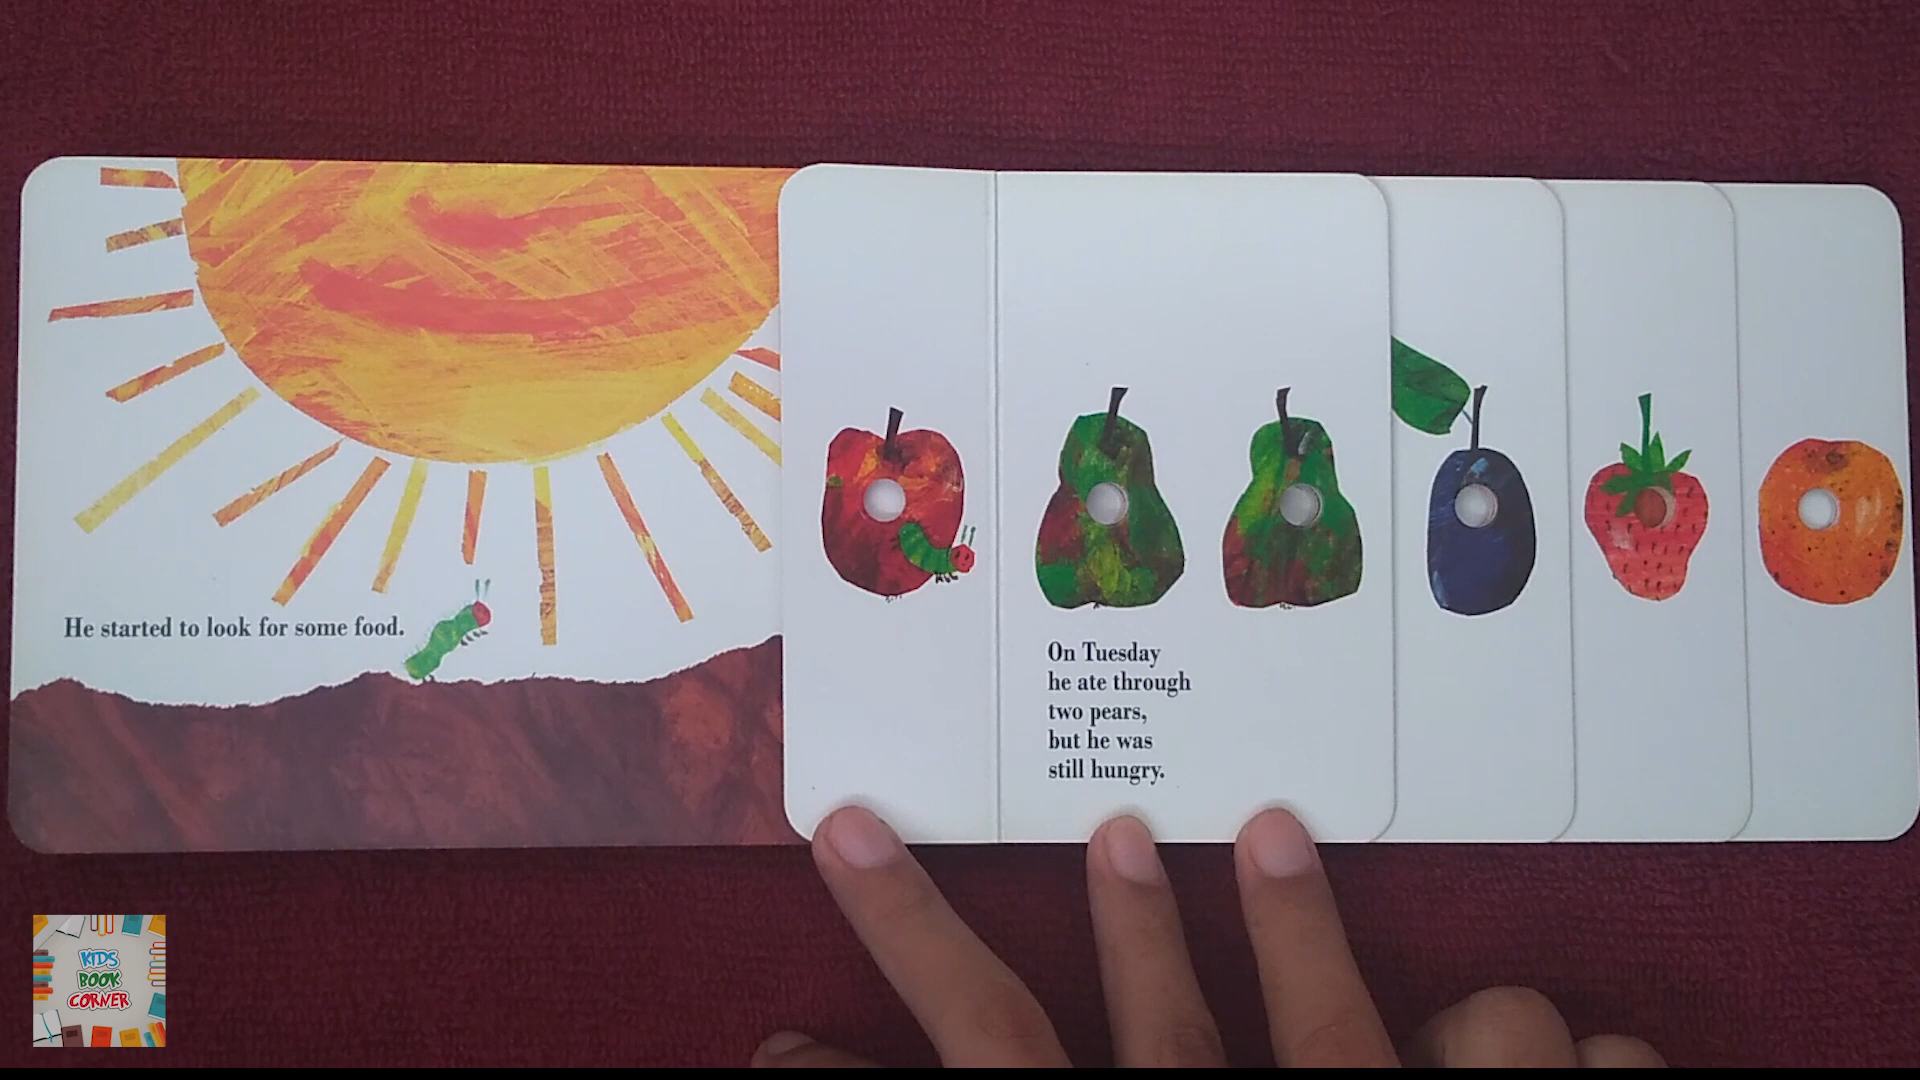 He started to look for some food.
On Tuesday
he ate through
two pears,
but he was
still hungry.
KIDS
BOOK
CORNER